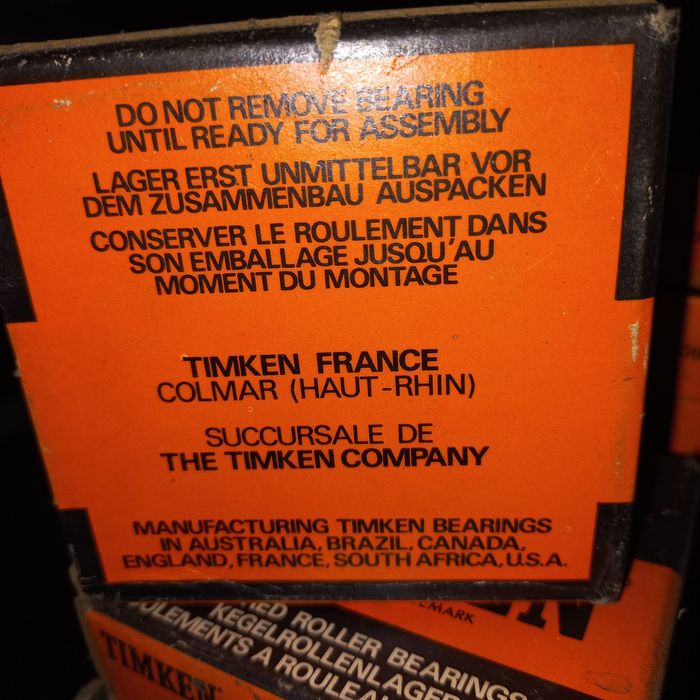 DO NOT REMOVE BEARING
UNTIL READY FOR ASSEMBLY
LAGER ERST UNMITTELBAR VOR
DEM ZUSAMMENBAU AUSPACKEN
CONSERVER LE ROULEMENT DANS
SON EMBALLAGE JUSQU'AU
MOMENT DU MONTAGE
TIMKEN FRANCE
COLMAR (HAUT-RHIN)
SUCCURSALE DE
THE TIMKEN COMPANY
MANUFACTURING TIMKEN BEARINGS
IN AUSTRALIA, BRAZIL, CANADA,
ENGLAND, FRANCE, SOUTH AFRICA, U.S.A.
ROLLER BEARINGS
KEGELROLLENLAGER
A
TIMKEN